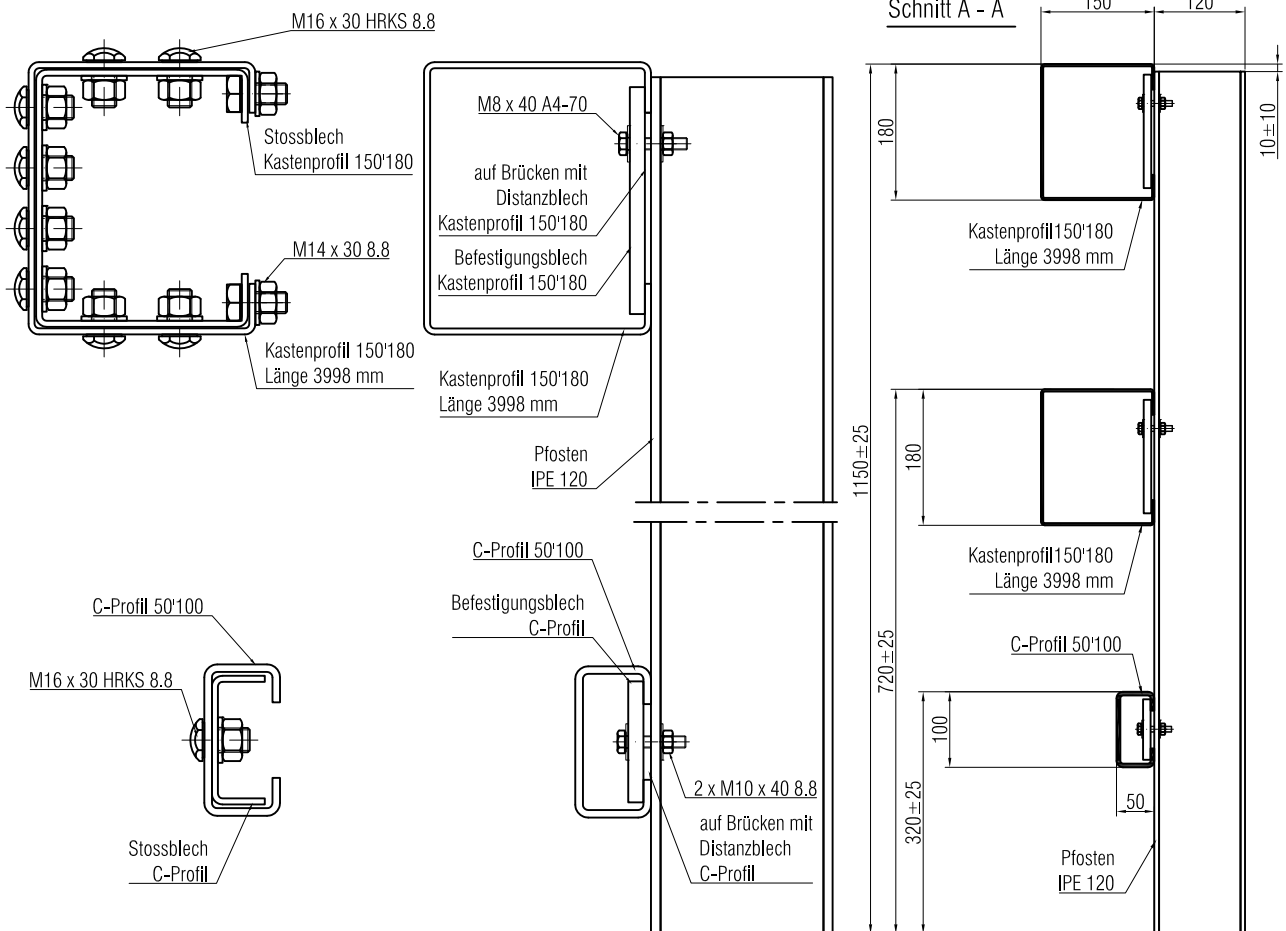 M16 x 30 HRKS 8.8
Stossblech
Kastenprofil 150'180
M14 x 30 8.8
Kastenprofil 150'180
Länge 3998 mm
M8 x 40 A4-70
auf Brücken mit
Distanzblech
Kastenprofil 150'180
Befestigungsblech
Kastenprofil 150'180
Kastenprofil 150'180
Länge 3998 mm
Pfosten
IPE 120
C-Profil 50'100
M16 x 30 HRKS 8.8
Stossblech
C-Profil
C-Profil 50'100
Befestigungsblech
C-Profil
2 x M10 x 40 8.8
auf Brücken mit
Distanzblech
C-Profil
Schnitt A - A
150
120
180
10±10
Kastenprofil 150'180
Länge 3998 mm
1150±25
180
Kastenprofil 150'180
Länge 3998 mm
720±25
C-Profil 50'100
100
320±25
50
Pfosten
IPE 120